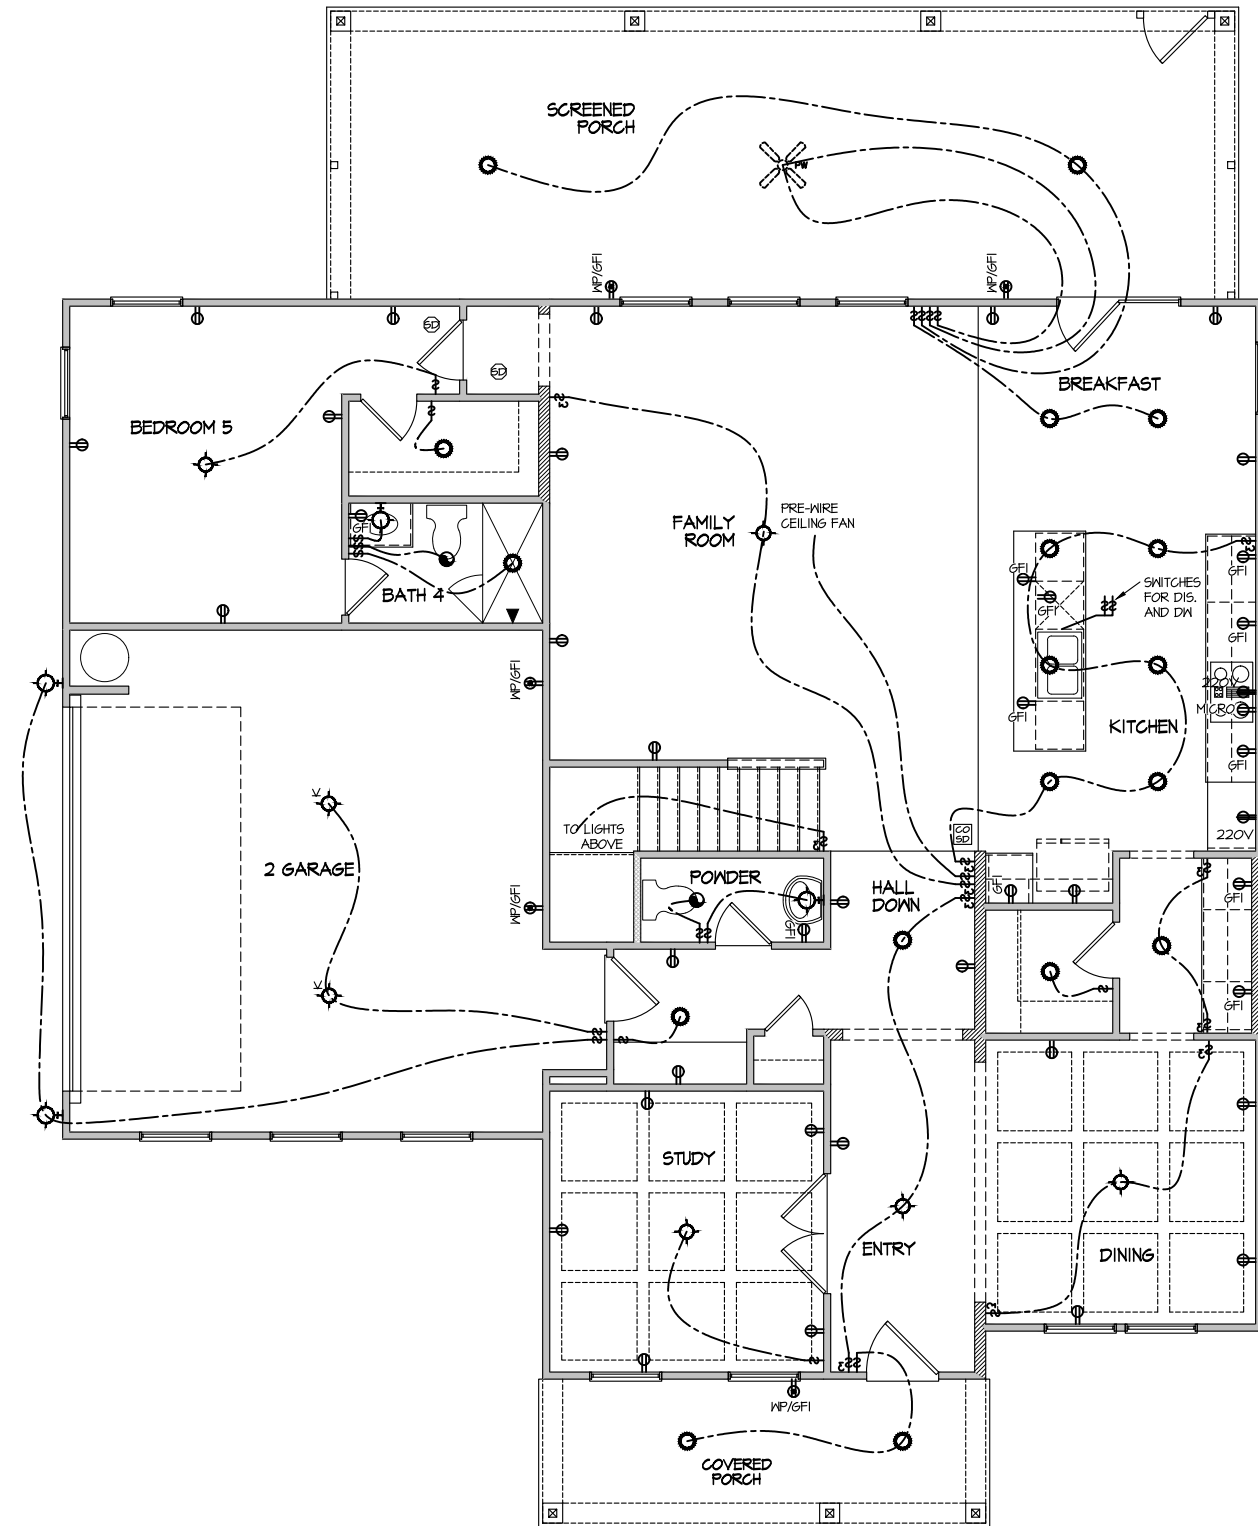 SCREENED
PORCH
PW
WP/GFI
WP/GFI
SD
SD
BREAKFAST
BEDROOM 5
PRE-WIRE
CEILING FAN
FAMILY
ROOM
GFI
BATH 4
GFI
GFI
GFI
SWITCHES
FOR DIS.
AND DW
GFI
WP/GFI
220V
MICRO
GFI
KITCHEN
GFI
K
TO LIGHTS
ABOVE
CO
SD
220V
2 GARAGE
POWDER
HALL
DOWN
GFI
GFI
WP/GFI
GFI
K
GFI
STUDY
ENTRY
DINING
WP/GFI
COVERED
PORCH